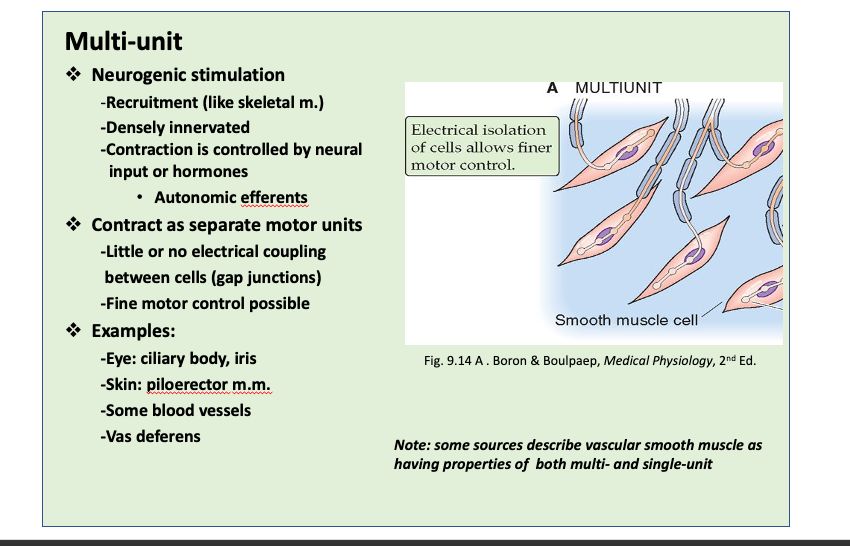 Multi-unit
❖ Neurogenic stimulation
-Recruitment (like skeletal m.)
-Densely innervated
-Contraction is controlled by neural
input or hormones
• Autonomic efferents
❖ Contract as separate motor units
-Little or no electrical coupling
between cells (gap junctions)
-Fine motor control possible
❖ Examples:
-Eye: ciliary body, iris
-Skin: piloerector m.m.
-Some blood vessels
-Vas deferens
A MULTIUNIT
Electrical isolation
of cells allows finer
motor control.
Smooth muscle cell
Fig. 9.14 A . Boron & Boulpaep, Medical Physiology, 2nd Ed.
Note: some sources describe vascular smooth muscle as
having properties of both multi- and single-unit